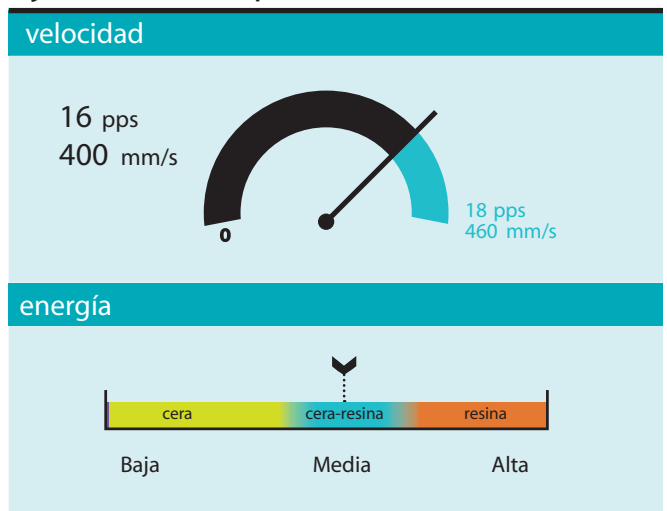 velocidad
16 pps
400 mm/s
0
18 pps
460 mm/s
energía
cera cera-resina resina
Baja Media Alta